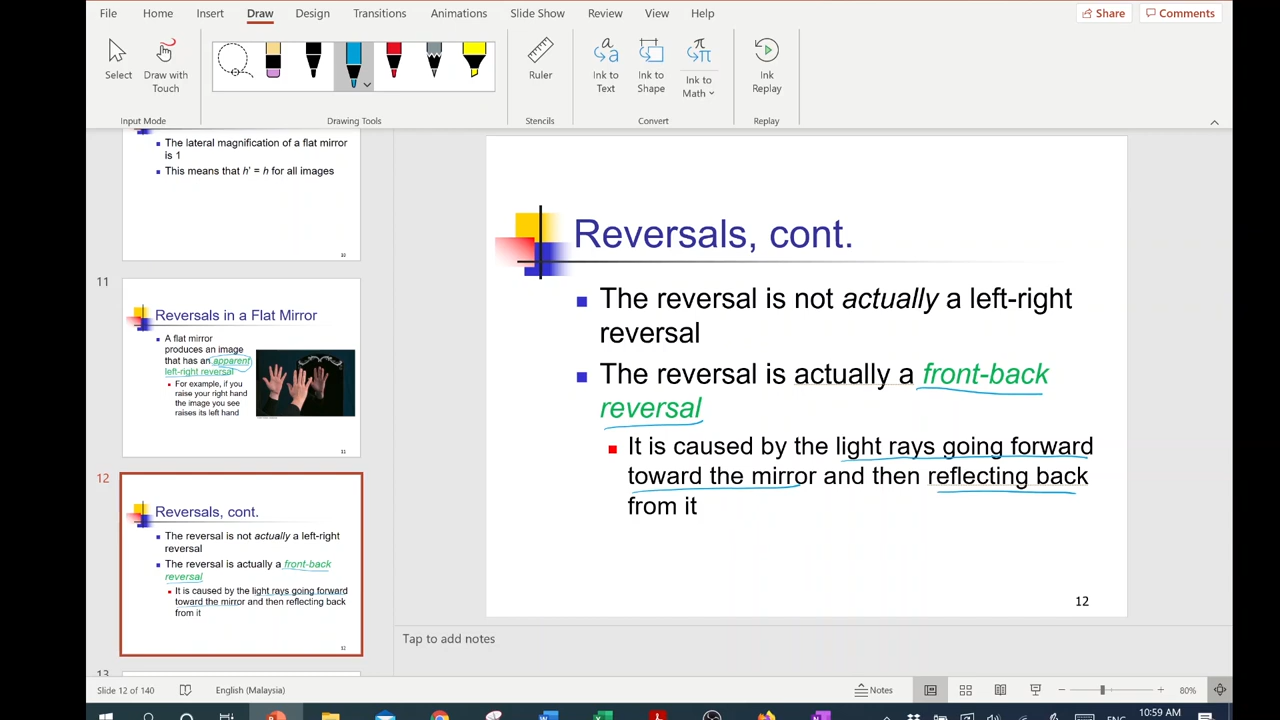 File Home Insert Draw Design Transitions Animations Slide Show Review View Help Share Comments
Select Draw with Touch Ruler Ink to Text Ink to Shape Ink to Math Ink Replay
Input Mode Drawing Tools Stencils Convert Replay
The lateral magnification of a flat mirror
is 1
This means that h' = h for all images
10
11
Reversals in a Flat Mirror
A flat mirror
produces an image
that has an apparent
left-right reversal
For example, if you
raise your right hand
the image you see
raises its left hand
11
12
Reversals, cont.
The reversal is not actually a left-right
reversal
The reversal is actually a front-back
reversal
It is caused by the light rays going forward
toward the mirror and then reflecting back
from it
12
13
Reversals, cont.
The reversal is not actually a left-right
reversal
The reversal is actually a front-back
reversal
It is caused by the light rays going forward
toward the mirror and then reflecting back
from it
12
Tap to add notes
Slide 12 of 140 English (Malaysia) Notes 80%
ENG 10:59 AM